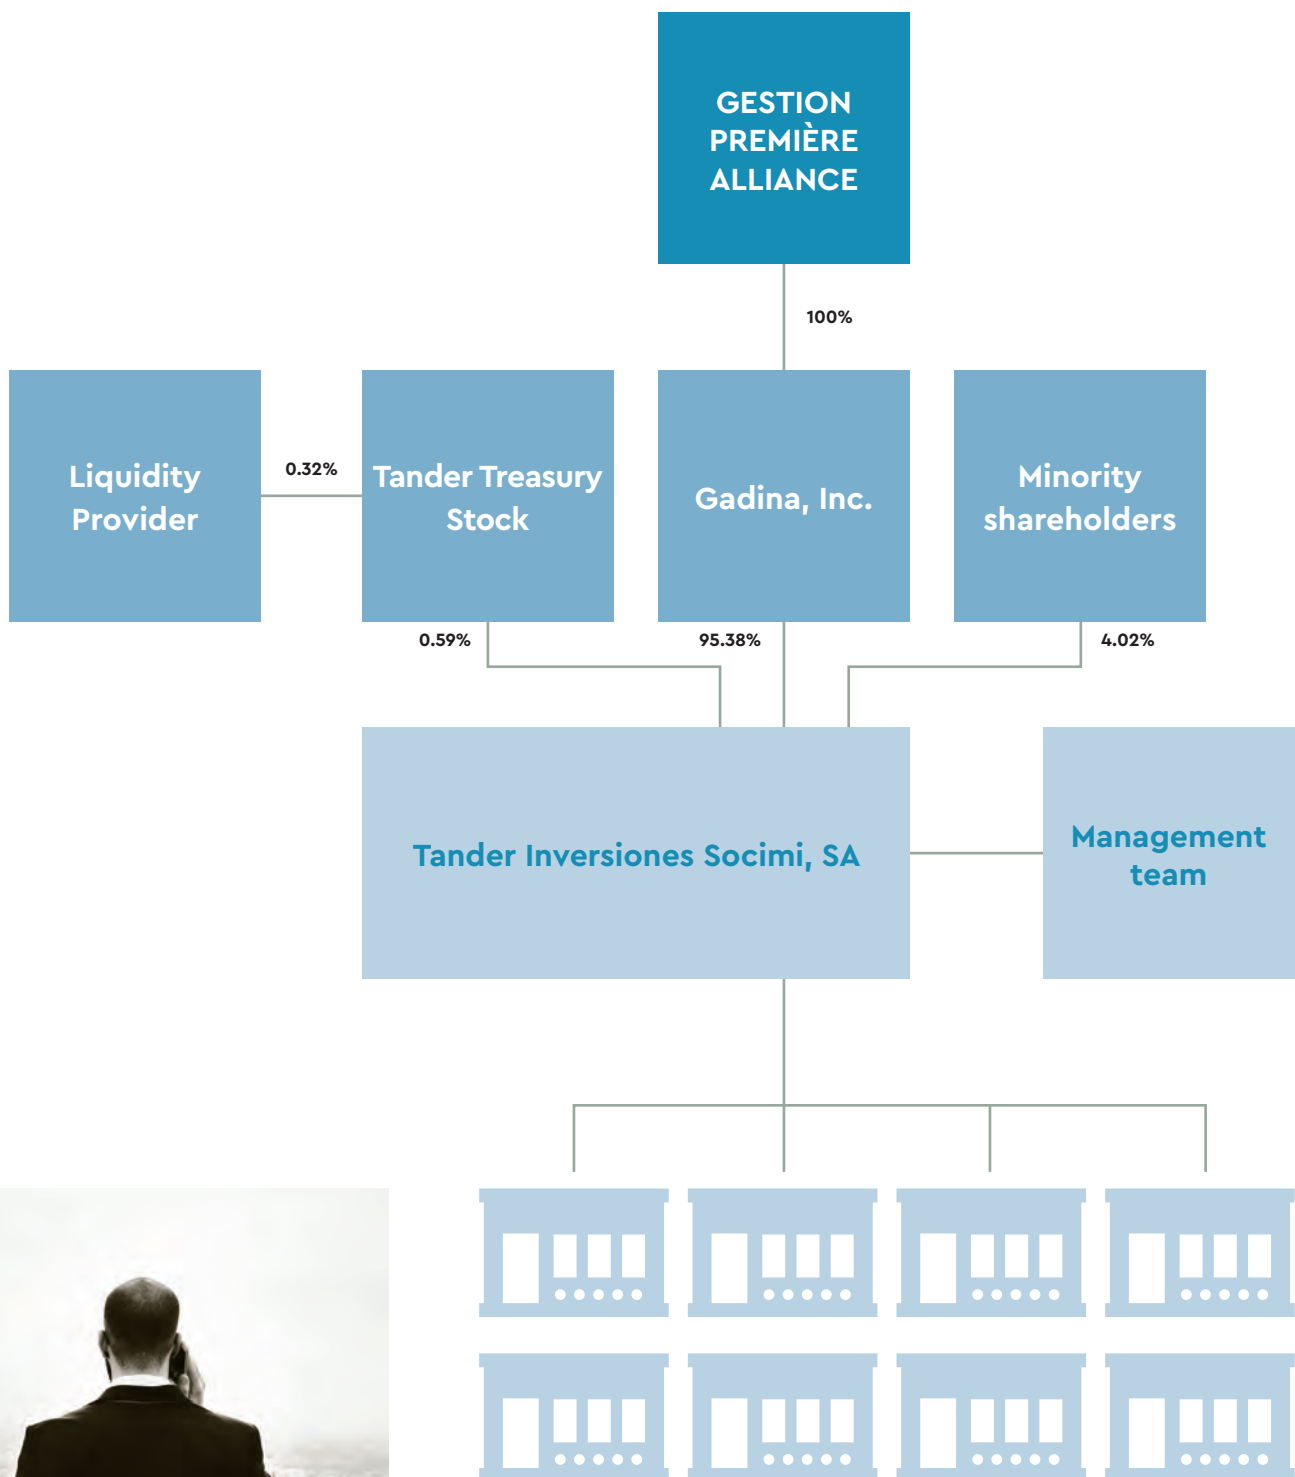 GESTION
PREMIÈRE
ALLIANCE
100%
Liquidity
Provider
0.32%
Tander Treasury
Stock
Gadina, Inc.
Minority
shareholders
0.59%
95.38%
4.02%
Tander Inversiones Socimi, SA
Management
team